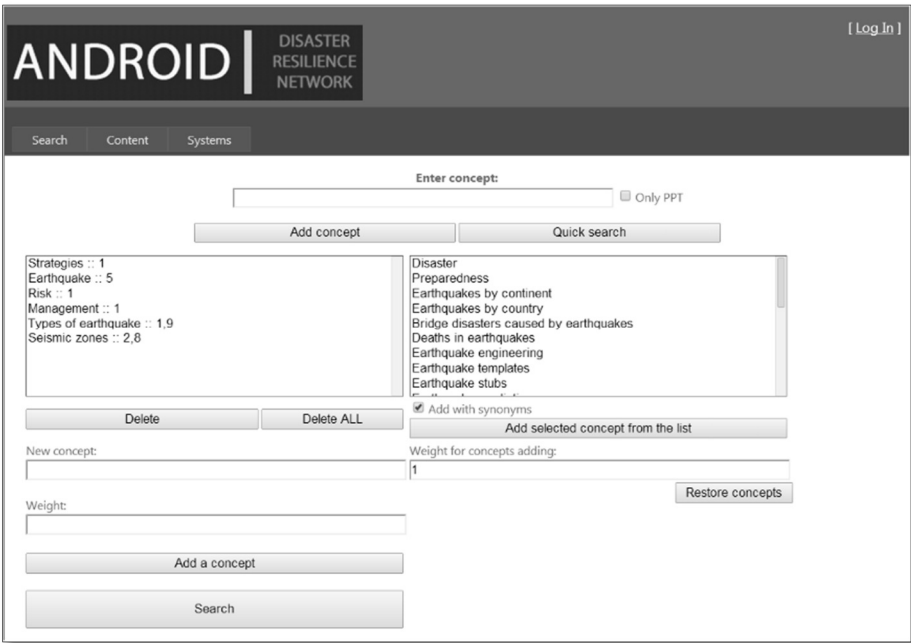 ANDROID
DISASTER
RESILIENCE
NETWORK
[ Log In ]
Search
Content
Systems
Enter concept:
Only PPT
Add concept
Quick search
Strategies :: 1
Earthquake :: 5
Risk :: 1
Management :: 1
Types of earthquake :: 1,9
Seismic zones :: 2,8
Disaster
Preparedness
Earthquakes by continent
Earthquakes by country
Bridge disasters caused by earthquakes
Deaths in earthquakes
Earthquake engineering
Earthquake templates
Earthquake stubs
Delete
Delete ALL
Add with synonyms
Add selected concept from the list
New concept:
Weight for concepts adding:
1
Restore concepts
Weight:
Add a concept
Search